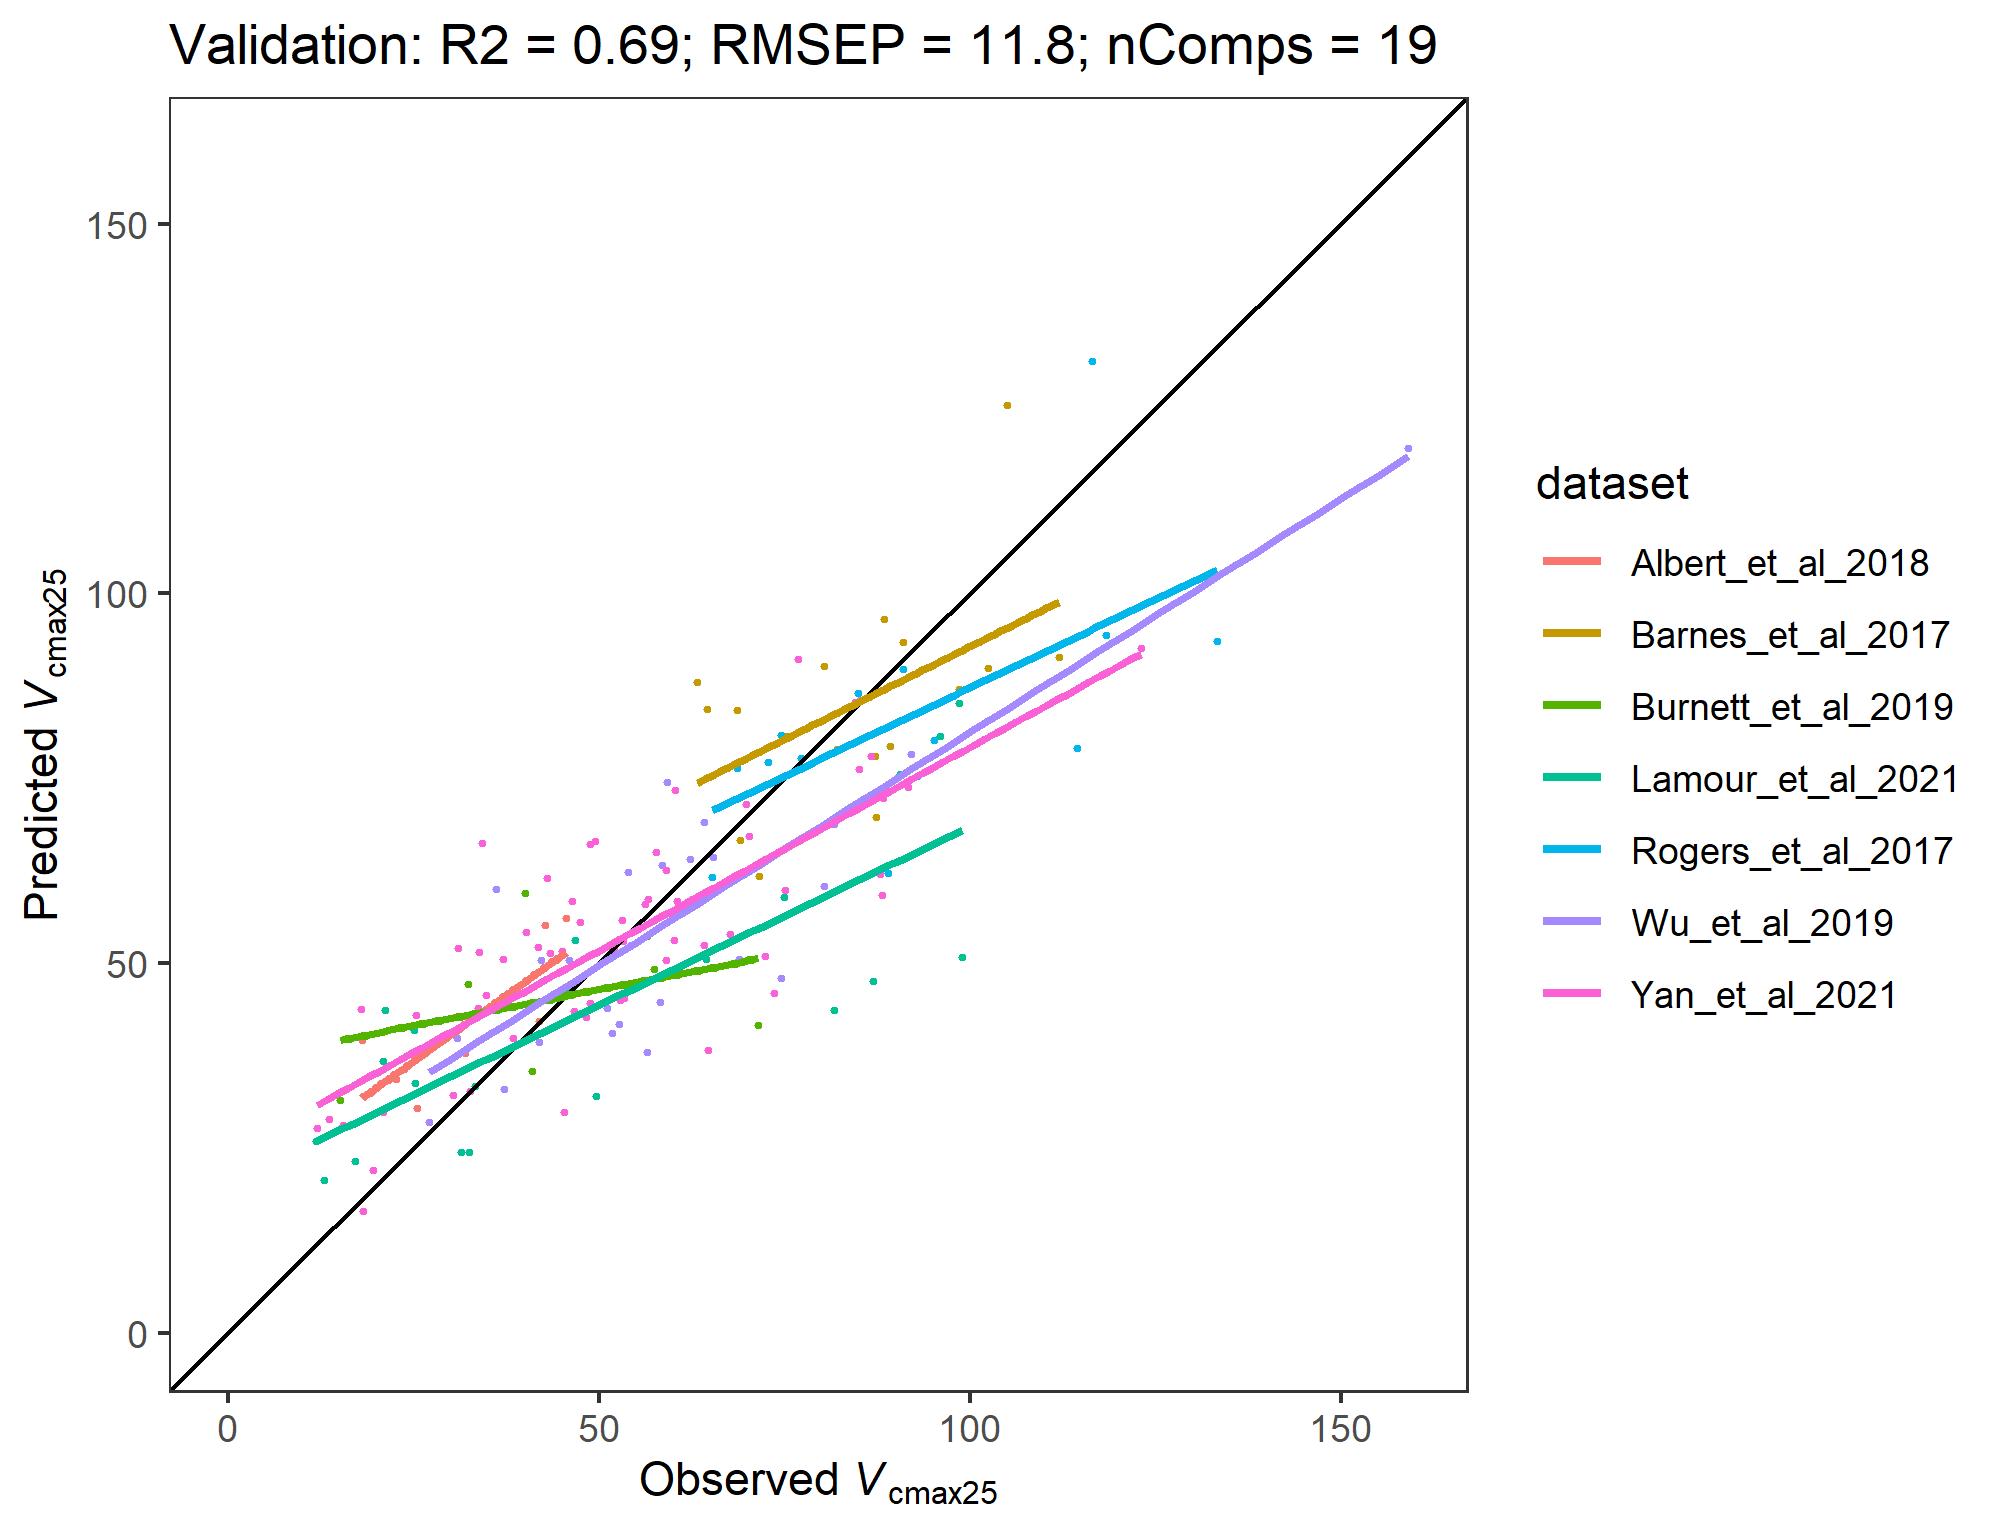 Validation: R2 = 0.69; RMSEP = 11.8; nComps = 19
150
100
50
0
Predicted Vcmax25
0 50 100 150
Observed Vcmax25
dataset
Albert_et_al_2018
Barnes_et_al_2017
Burnett_et_al_2019
Lamour_et_al_2021
Rogers_et_al_2017
Wu_et_al_2019
Yan_et_al_2021